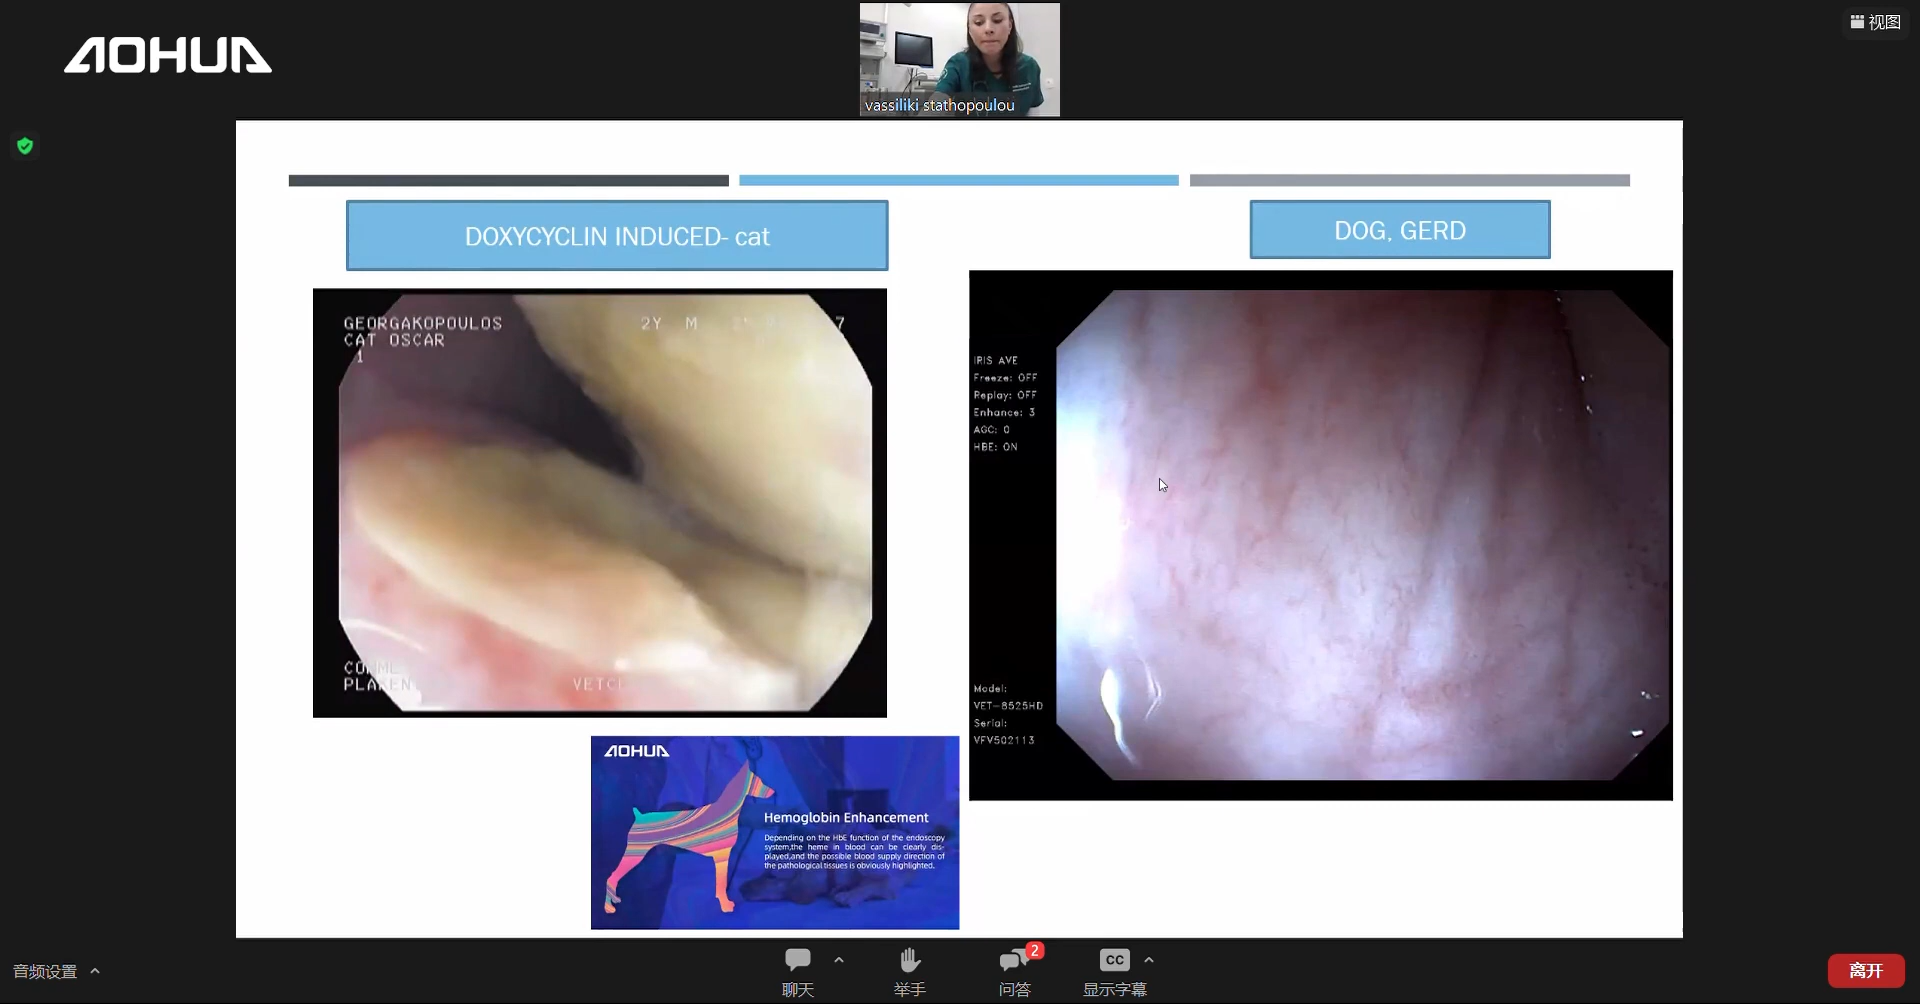 AOHUA
vassiliki stathopoulou
视图
DOXYCYCLIN INDUCED- cat
DOG, GERD
GEORGAKOPOULOS
CAT OSCAR
1
2Y M
7
VETC
IRIS AVE
Freeze: OFF
Replay: OFF
Enhance: 3
AGC: 0
HBE: ON
Model:
VET-8525HD
Serial:
VFV502113
AOHUA
Hemoglobin Enhancement
Depending on the HbE function of the endoscopy
system,the heme in blood can be clearly dis-
played,and the possible blood supply direction of
the pathological tissues is obviously highlighted.
音频设置
聊天
举手
2
问答
CC
显示字幕
离开